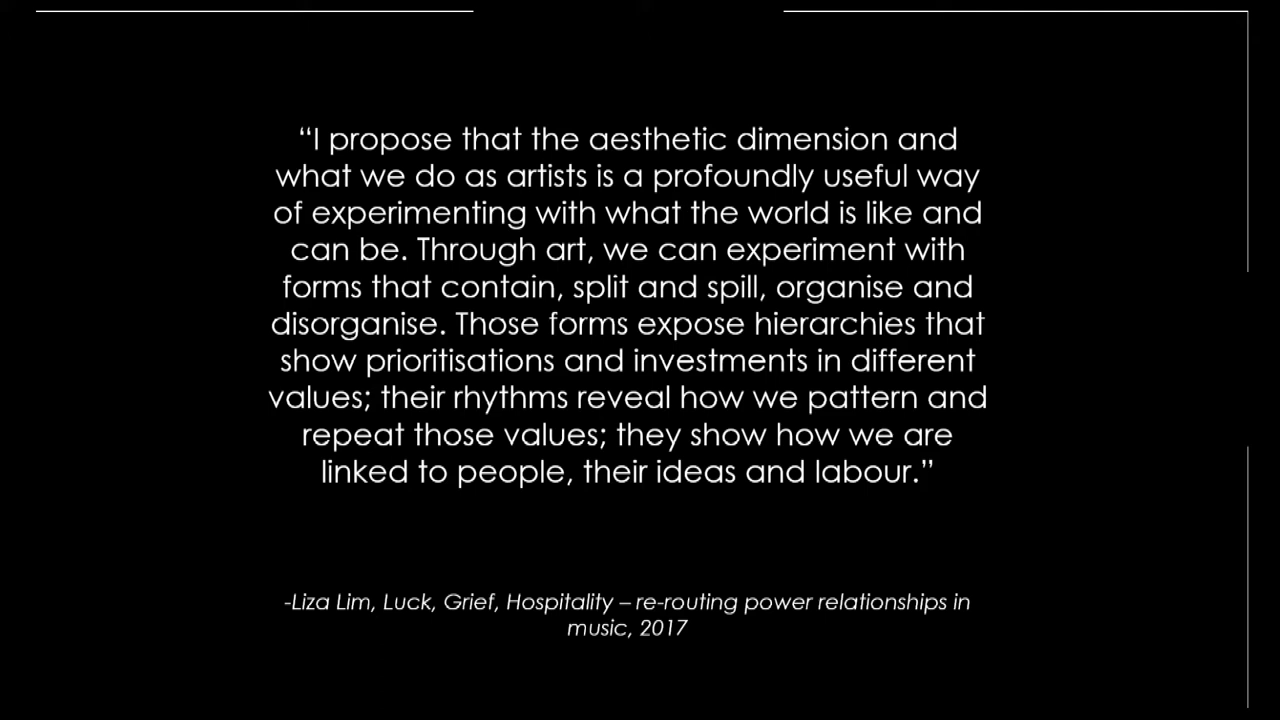 “I propose that the aesthetic dimension and
what we do as artists is a profoundly useful way
of experimenting with what the world is like and
can be. Through art, we can experiment with
forms that contain, split and spill, organise and
disorganise. Those forms expose hierarchies that
show prioritisations and investments in different
values; their rhythms reveal how we pattern and
repeat those values; they show how we are
linked to people, their ideas and labour.”
-Liza Lim, Luck, Grief, Hospitality – re-routing power relationships in
music, 2017